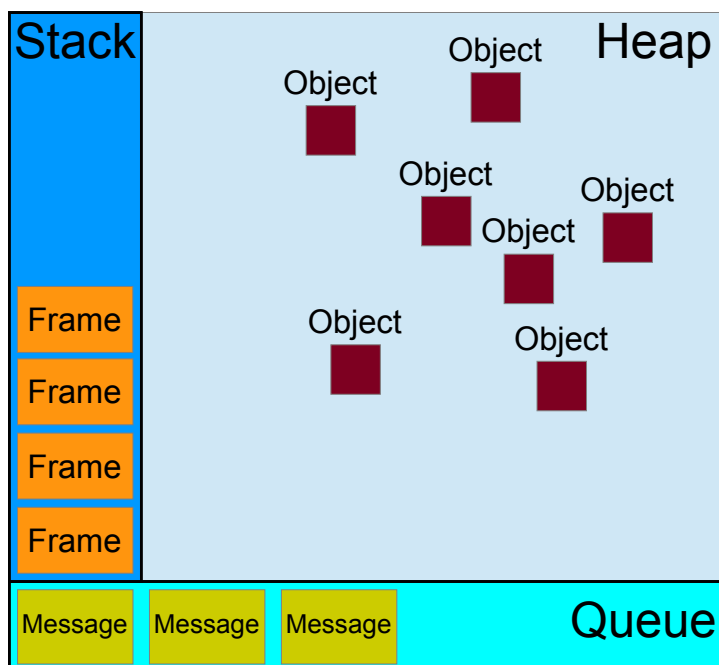 Stack
Heap
Object
Object
Object
Object
Object
Object
Object
Frame
Frame
Frame
Frame
Message
Message
Message
Queue